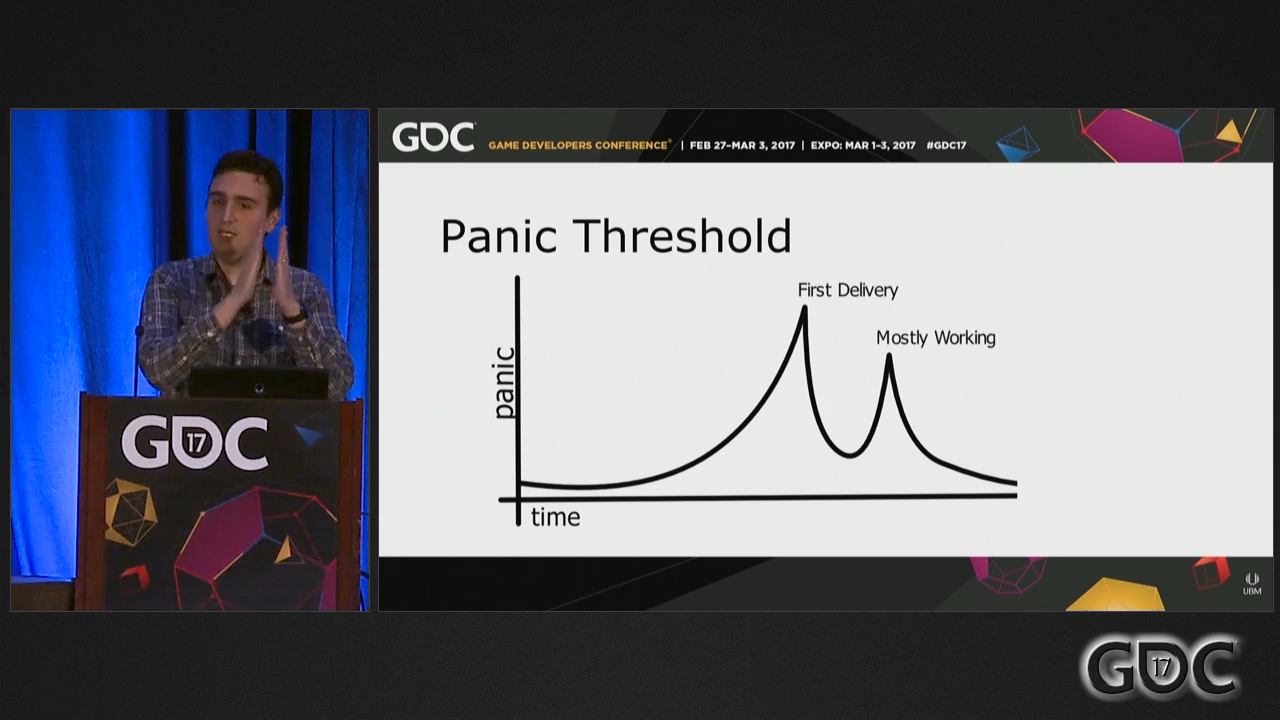 GDC
GAME DEVELOPERS CONFERENCE® | FEB 27–MAR 3, 2017 | EXPO: MAR 1–3, 2017 #GDC17
Panic Threshold
First Delivery
Mostly Working
panic
time
GDC
17
UBM
GDC
17